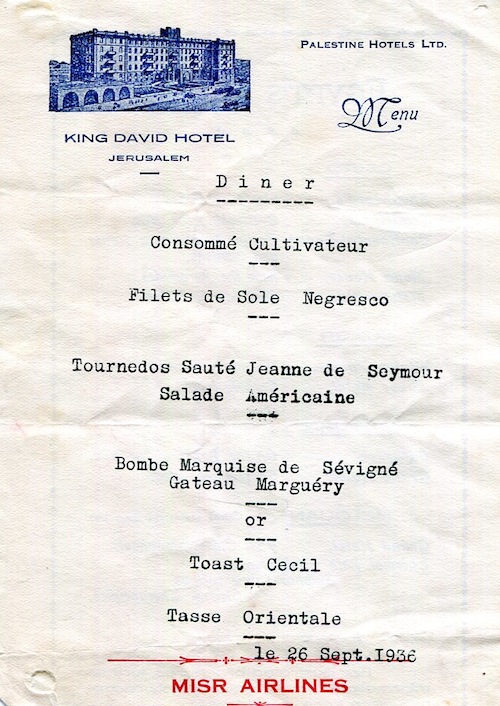 PALESTINE HOTELS LTD.
Menu
KING DAVID HOTEL
JERUSALEM
Diner
Consommé Cultivateur
Filets de Sole Negresco
Tournedos Sauté Jeanne de Seymour
Salade Américaine
Bombe Marquise de Sévigné
Gateau Marguéry
or
Toast Cecil
Tasse Orientale
le 26 Sept.1936
MISR AIRLINES